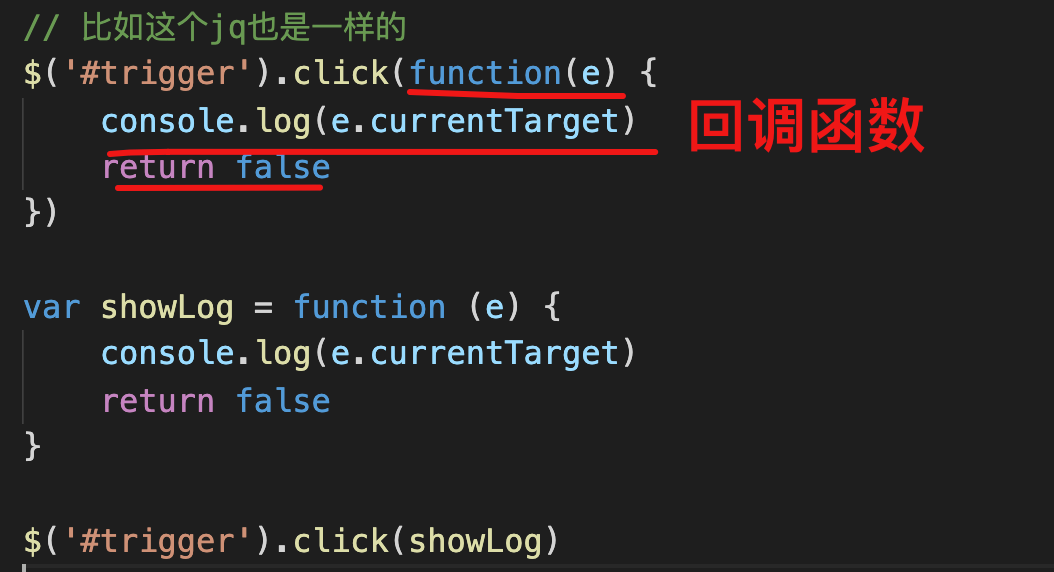 // 比如这个jq也是一样的
$('#trigger').click(function(e) {
console.log(e.currentTarget)
回调函数
return false
})
var showLog = function (e) {
console.log(e.currentTarget)
return false
}
$('#trigger').click(showLog)